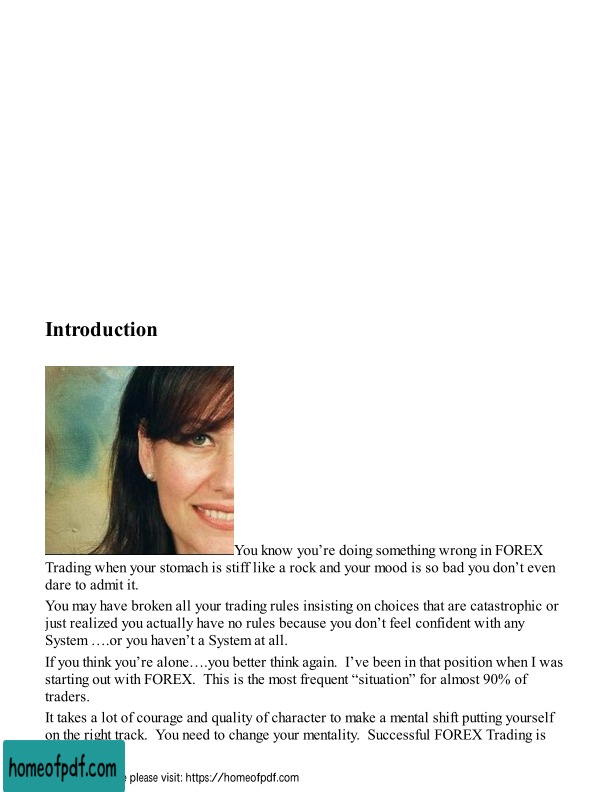 Introduction
You know you’re doing something wrong in FOREX
Trading when your stomach is stiff like a rock and your mood is so bad you don’t even
dare to admit it.
You may have broken all your trading rules insisting on choices that are catastrophic or
just realized you actually have no rules because you don’t feel confident with any
System ….or you haven’t a System at all.
If you think you’re alone….you better think again.  I’ve been in that position when I was
starting out with FOREX.  This is the most frequent “situation” for almost 90% of
traders.
It takes a lot of courage and quality of character to make a mental shift putting yourself
on the right track.  You need to change your mentality.  Successful FOREX Trading is
homeofpdf.com
please visit: https://homeofpdf.com